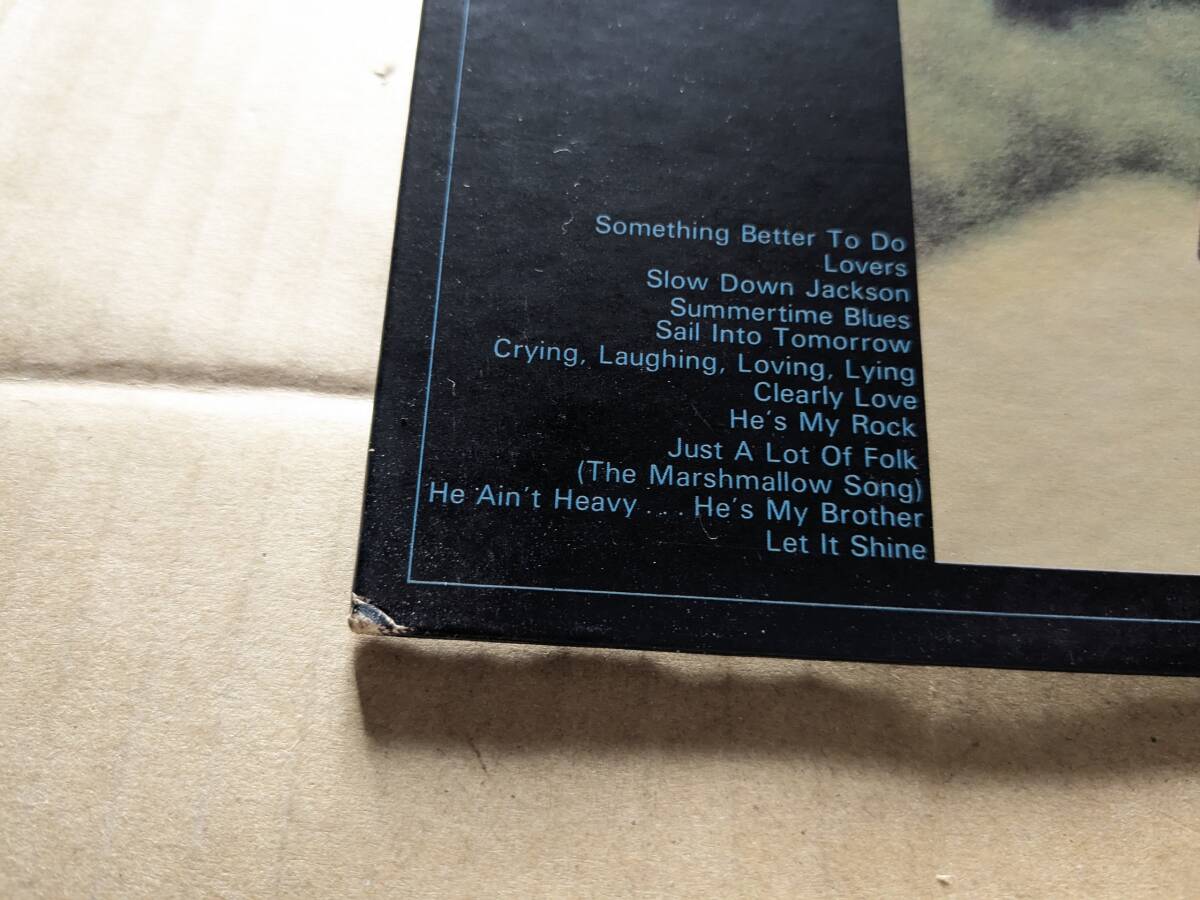 Something Better To Do
Lovers
Slow Down Jackson
Summertime Blues
Sail Into Tomorrow
Crying, Laughing, Loving, Lying
Clearly Love
He's My Rock
Just A Lot Of Folk
(The Marshmallow Song)
He Ain't Heavy . . . He's My Brother
Let It Shine